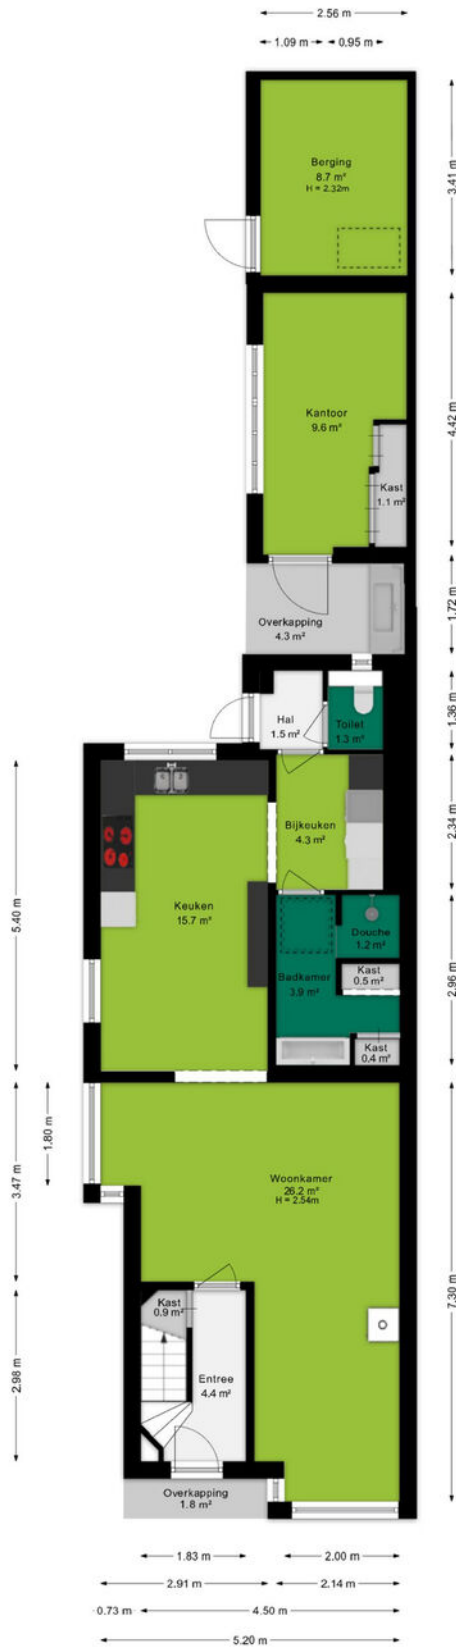 2.56 m
1.09 m
0.95 m
Berging
8.7 m²
H = 2.32m
3.41 m
Kantoor
9.6 m²
4.42 m
Kast
1.1 m²
Overkapping
4.3 m²
1.72 m
Hal
1.5 m²
Toilet
1.3 m²
1.36 m
Bijkeuken
4.3 m²
2.34 m
Keuken
15.7 m²
5.40 m
Douche
1.2 m²
Badkamer
3.9 m²
Kast
0.5 m²
2.96 m
Kast
0.4 m²
1.80 m
3.47 m
Woonkamer
26.2 m²
H = 2.54m
7.30 m
Kast
0.9 m²
2.98 m
Entree
4.4 m²
Overkapping
1.8 m²
1.83 m
2.00 m
2.91 m
2.14 m
0.73 m
4.50 m
5.20 m